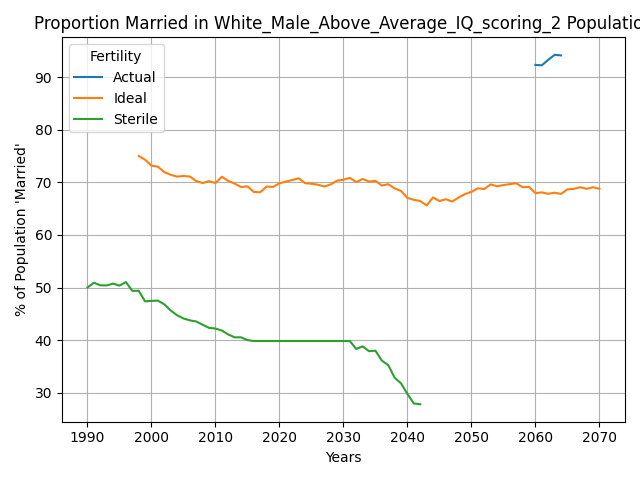 Proportion Married in White_Male_Above_Average_IQ_scoring_2 Populatio
Fertility
Actual
Ideal
Sterile
% of Population 'Married'
90
80
70
60
50
40
30
1990 2000 2010 2020 2030 2040 2050 2060 2070
Years